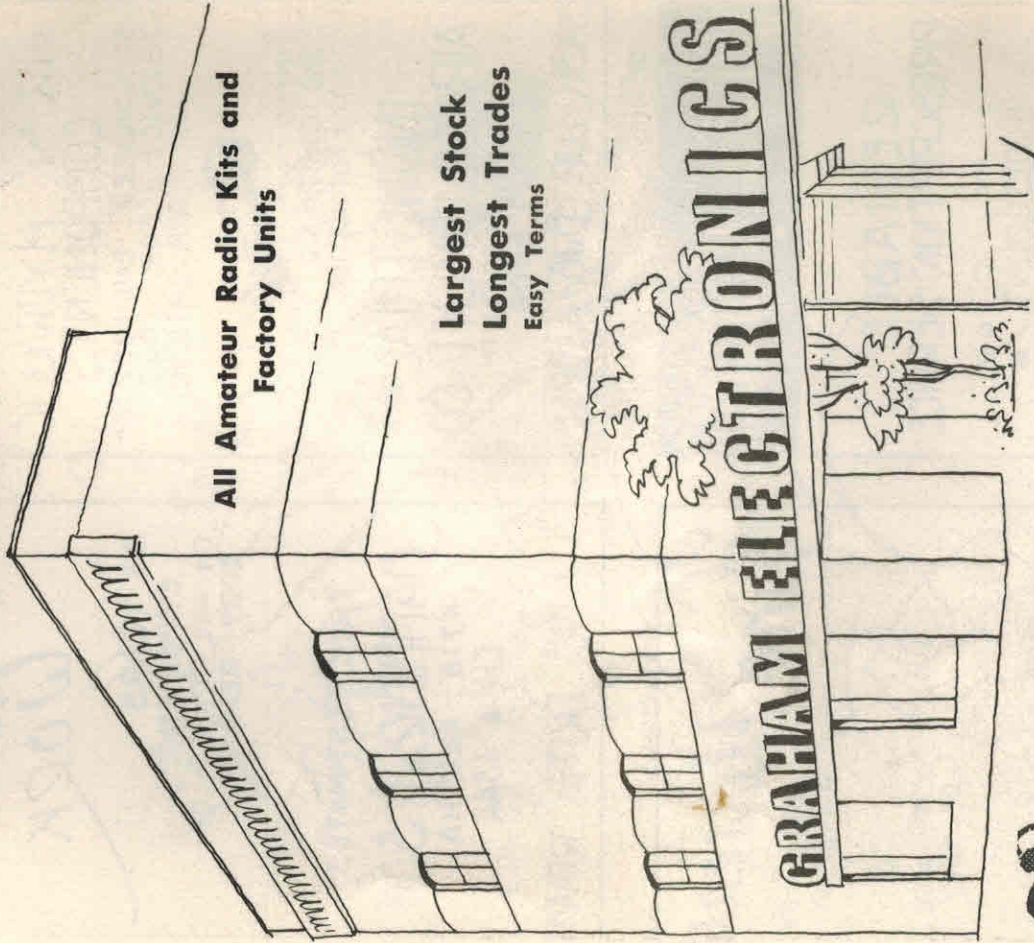 All Amateur Radio Kits and
Factory Units
Largest Stock
Longest Trades
Easy Terms
GRAHAM ELECTRONICS